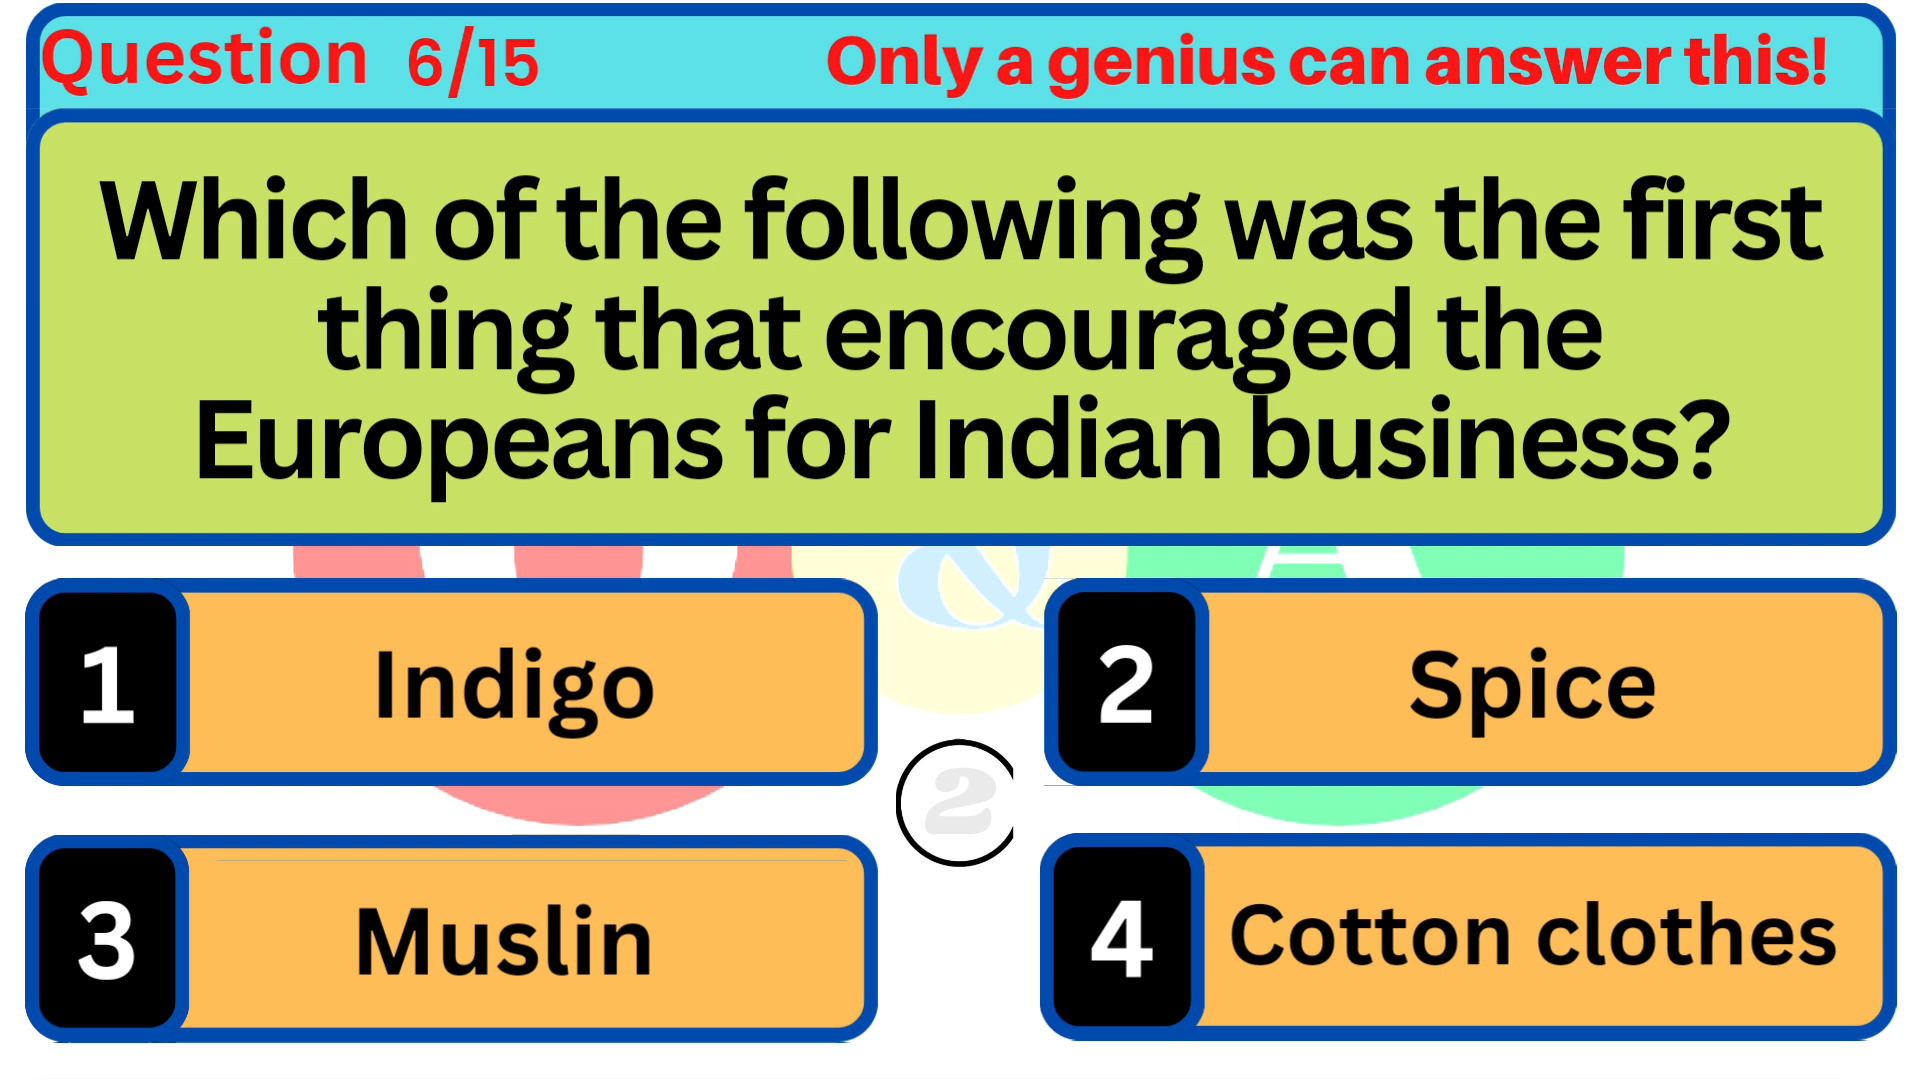 Question 6/15 Only a genius can answer this!
Which of the following was the first
thing that encouraged the
Europeans for Indian business?
1 Indigo
2 Spice
2
3 Muslin
4 Cotton clothes
&
A